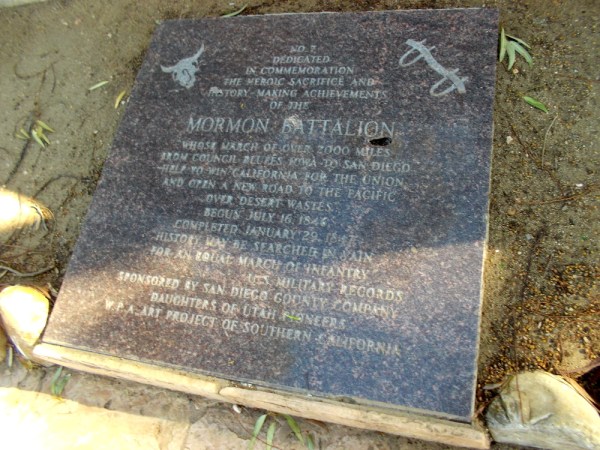 NO. 2
DEDICATED
IN COMMEMORATION
THE HEROIC SACRIFICE AND
HISTORY-MAKING ACHIEVEMENTS
OF THE
MORMON BATTALION
WHOSE MARCH OF OVER 2000 MILES
FROM COUNCIL BLUFFS IOWA TO SAN DIEGO
HELP TO WIN CALIFORNIA FOR THE UNION
AND OPEN A NEW ROAD TO THE PACIFIC
OVER DESERT WASTES
BEGUN JULY 16, 1846
COMPLETED JANUARY 29,
HISTORY MAY BE SEARCHED IN VAIN
FOR AN EQUAL MARCH OF INFANTRY
U.S. MILITARY RECORDS
SPONSORED BY SAN DIEGO COUNTY COMPANY
DAUGHTERS OF UTAH PIONEERS
W.P.A. ART PROJECT OF SOUTHERN CALIFORNIA